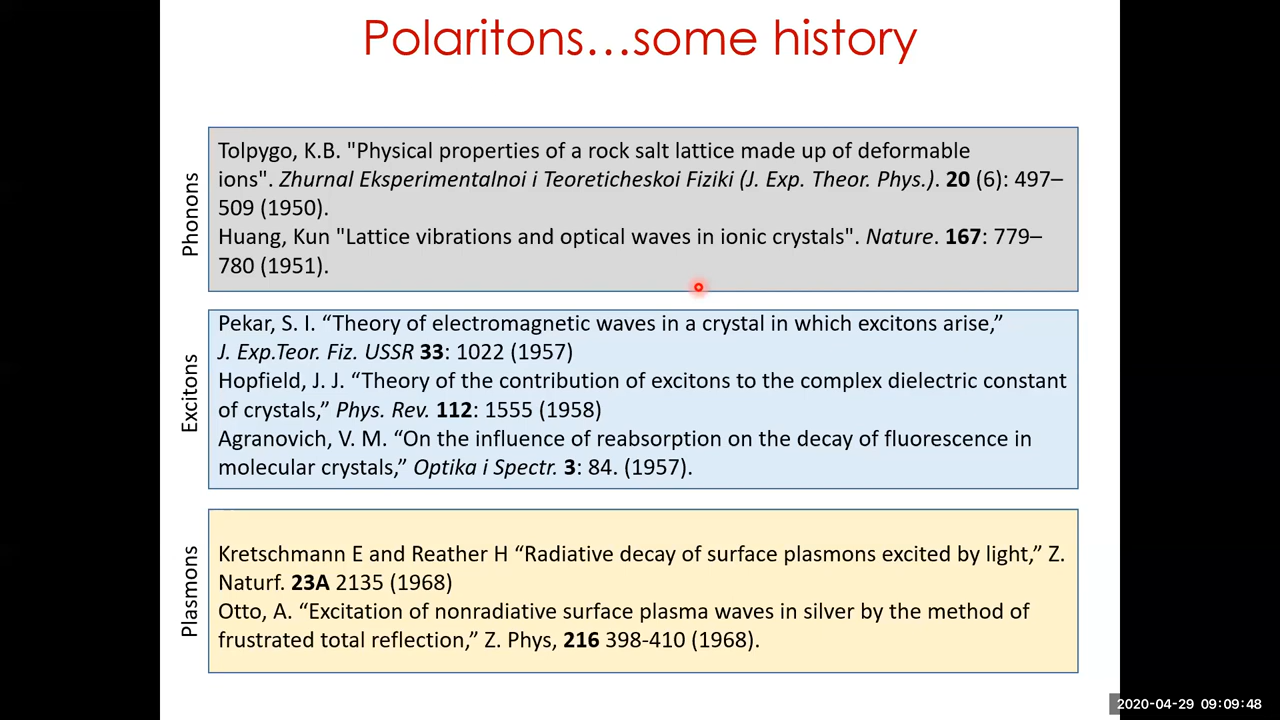 Polaritons...some history
Phonons
Tolpygo, K.B. "Physical properties of a rock salt lattice made up of deformable
ions". Zhurnal Eksperimentalnoi i Teoreticheskoi Fiziki (J. Exp. Theor. Phys.). 20 (6): 497–
509 (1950).
Huang, Kun "Lattice vibrations and optical waves in ionic crystals". Nature. 167: 779–
780 (1951).
Excitons
Pekar, S. I. “Theory of electromagnetic waves in a crystal in which excitons arise,”
J. Exp.Teor. Fiz. USSR 33: 1022 (1957)
Hopfield, J. J. “Theory of the contribution of excitons to the complex dielectric constant
of crystals,” Phys. Rev. 112: 1555 (1958)
Agranovich, V. M. “On the influence of reabsorption on the decay of fluorescence in
molecular crystals,” Optika i Spectr. 3: 84. (1957).
Plasmons
Kretschmann E and Reather H “Radiative decay of surface plasmons excited by light,” Z.
Naturf. 23A 2135 (1968)
Otto, A. “Excitation of nonradiative surface plasma waves in silver by the method of
frustrated total reflection,” Z. Phys, 216 398-410 (1968).
2020-04-29 09:09:48